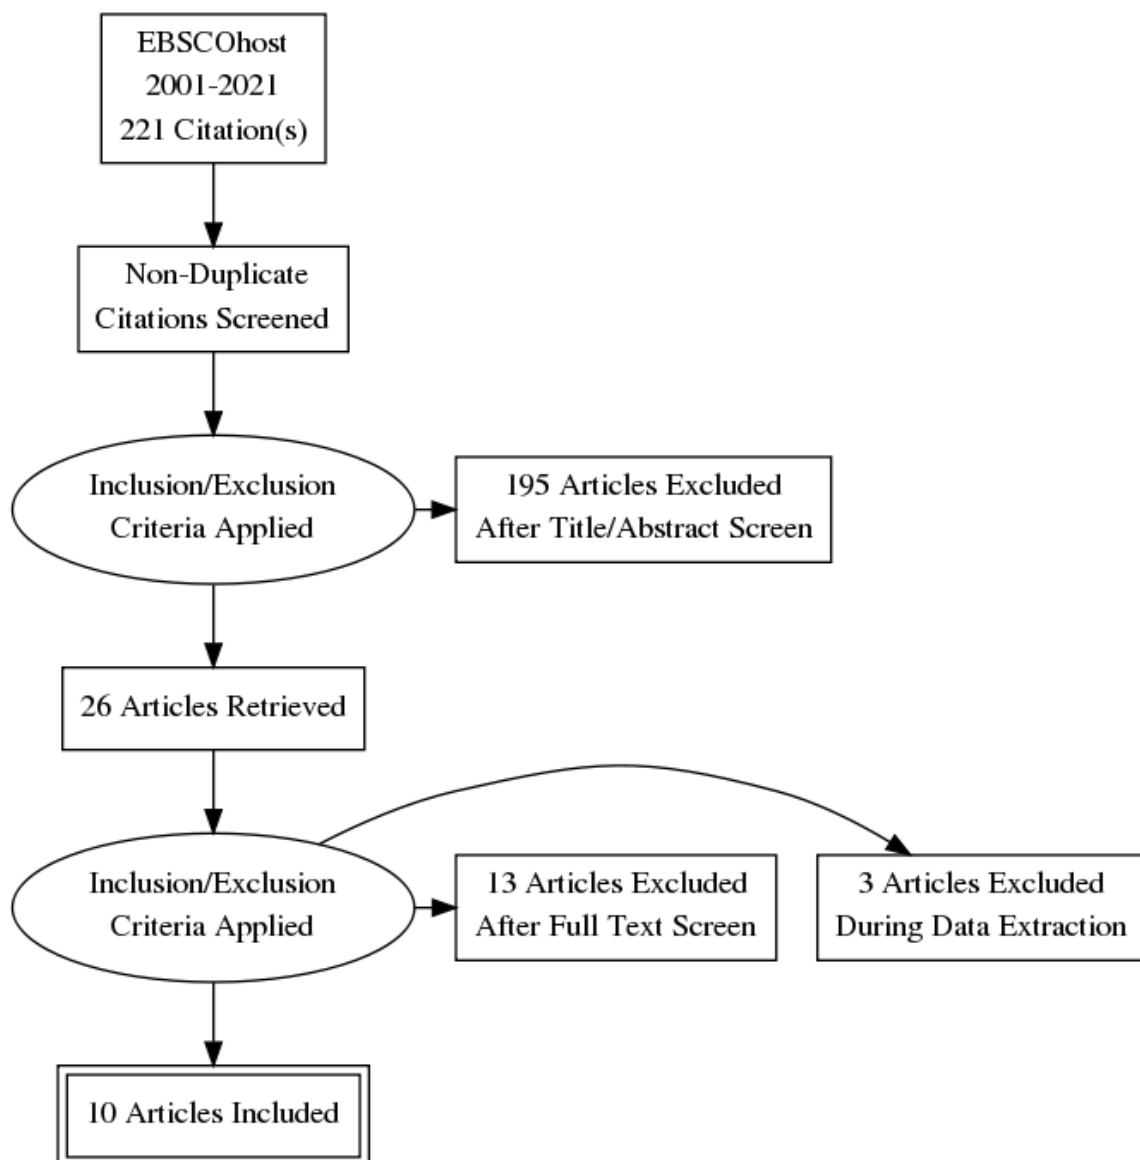 EBSCOhost
2001-2021
221 Citation(s)
Non-Duplicate
Citations Screened
Inclusion/Exclusion
Criteria Applied
195 Articles Excluded
After Title/Abstract Screen
26 Articles Retrieved
Inclusion/Exclusion
Criteria Applied
13 Articles Excluded
After Full Text Screen
3 Articles Excluded
During Data Extraction
10 Articles Included